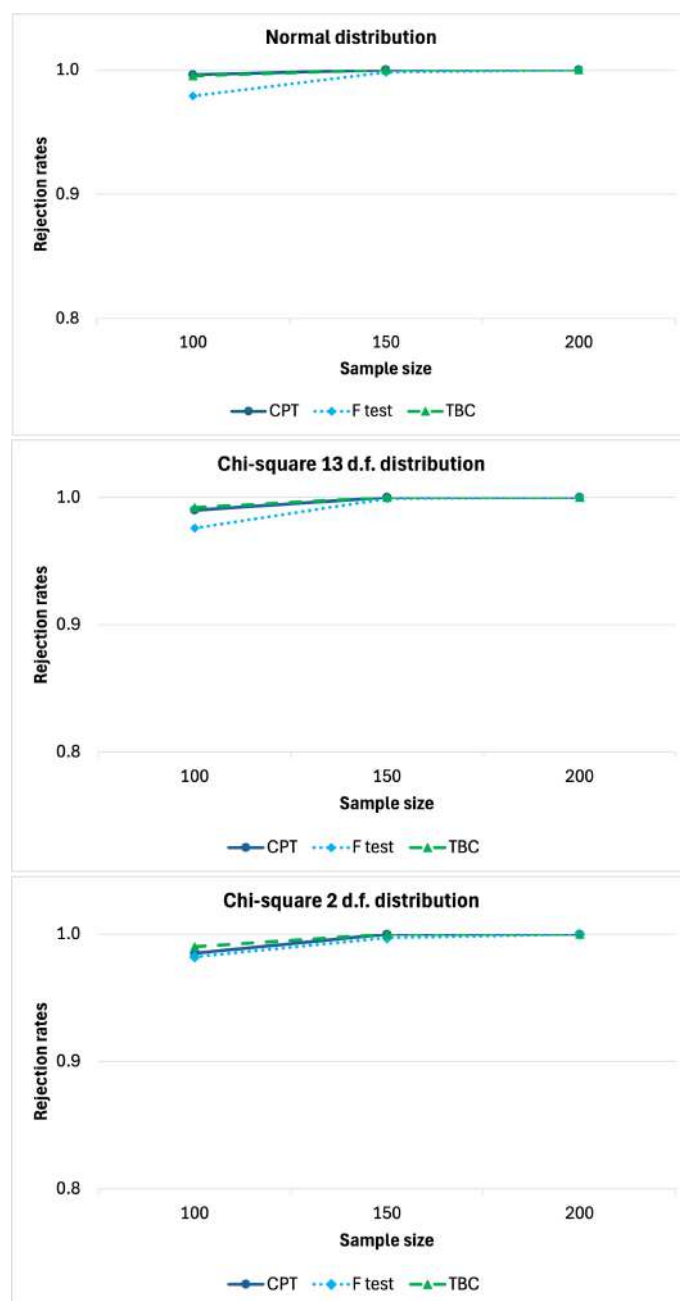 Normal distribution
1.0
0.9
0.8
Rejection rates
100 150 200
Sample size
CPT F test TBC
Chi-square 13 d.f. distribution
1.0
0.9
0.8
Rejection rates
100 150 200
Sample size
CPT F test TBC
Chi-square 2 d.f. distribution
1.0
0.9
0.8
Rejection rates
100 150 200
Sample size
CPT F test TBC